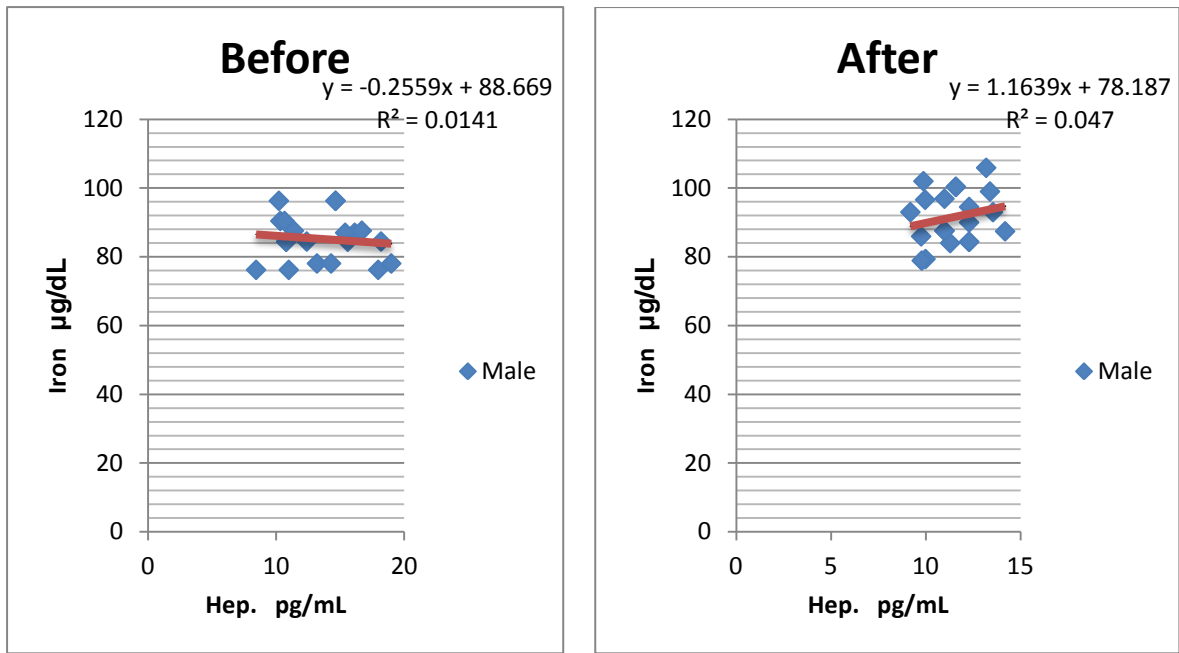 Before
y = -0.2559x + 88.669
R² = 0.0141
120
100
80
60
40
20
0
Iron µg/dL
0 10 20
Hep. pg/mL
Male
After
y = 1.1639x + 78.187
R² = 0.047
120
100
80
60
40
20
0
Iron µg/dL
0 5 10 15
Hep. pg/mL
Male